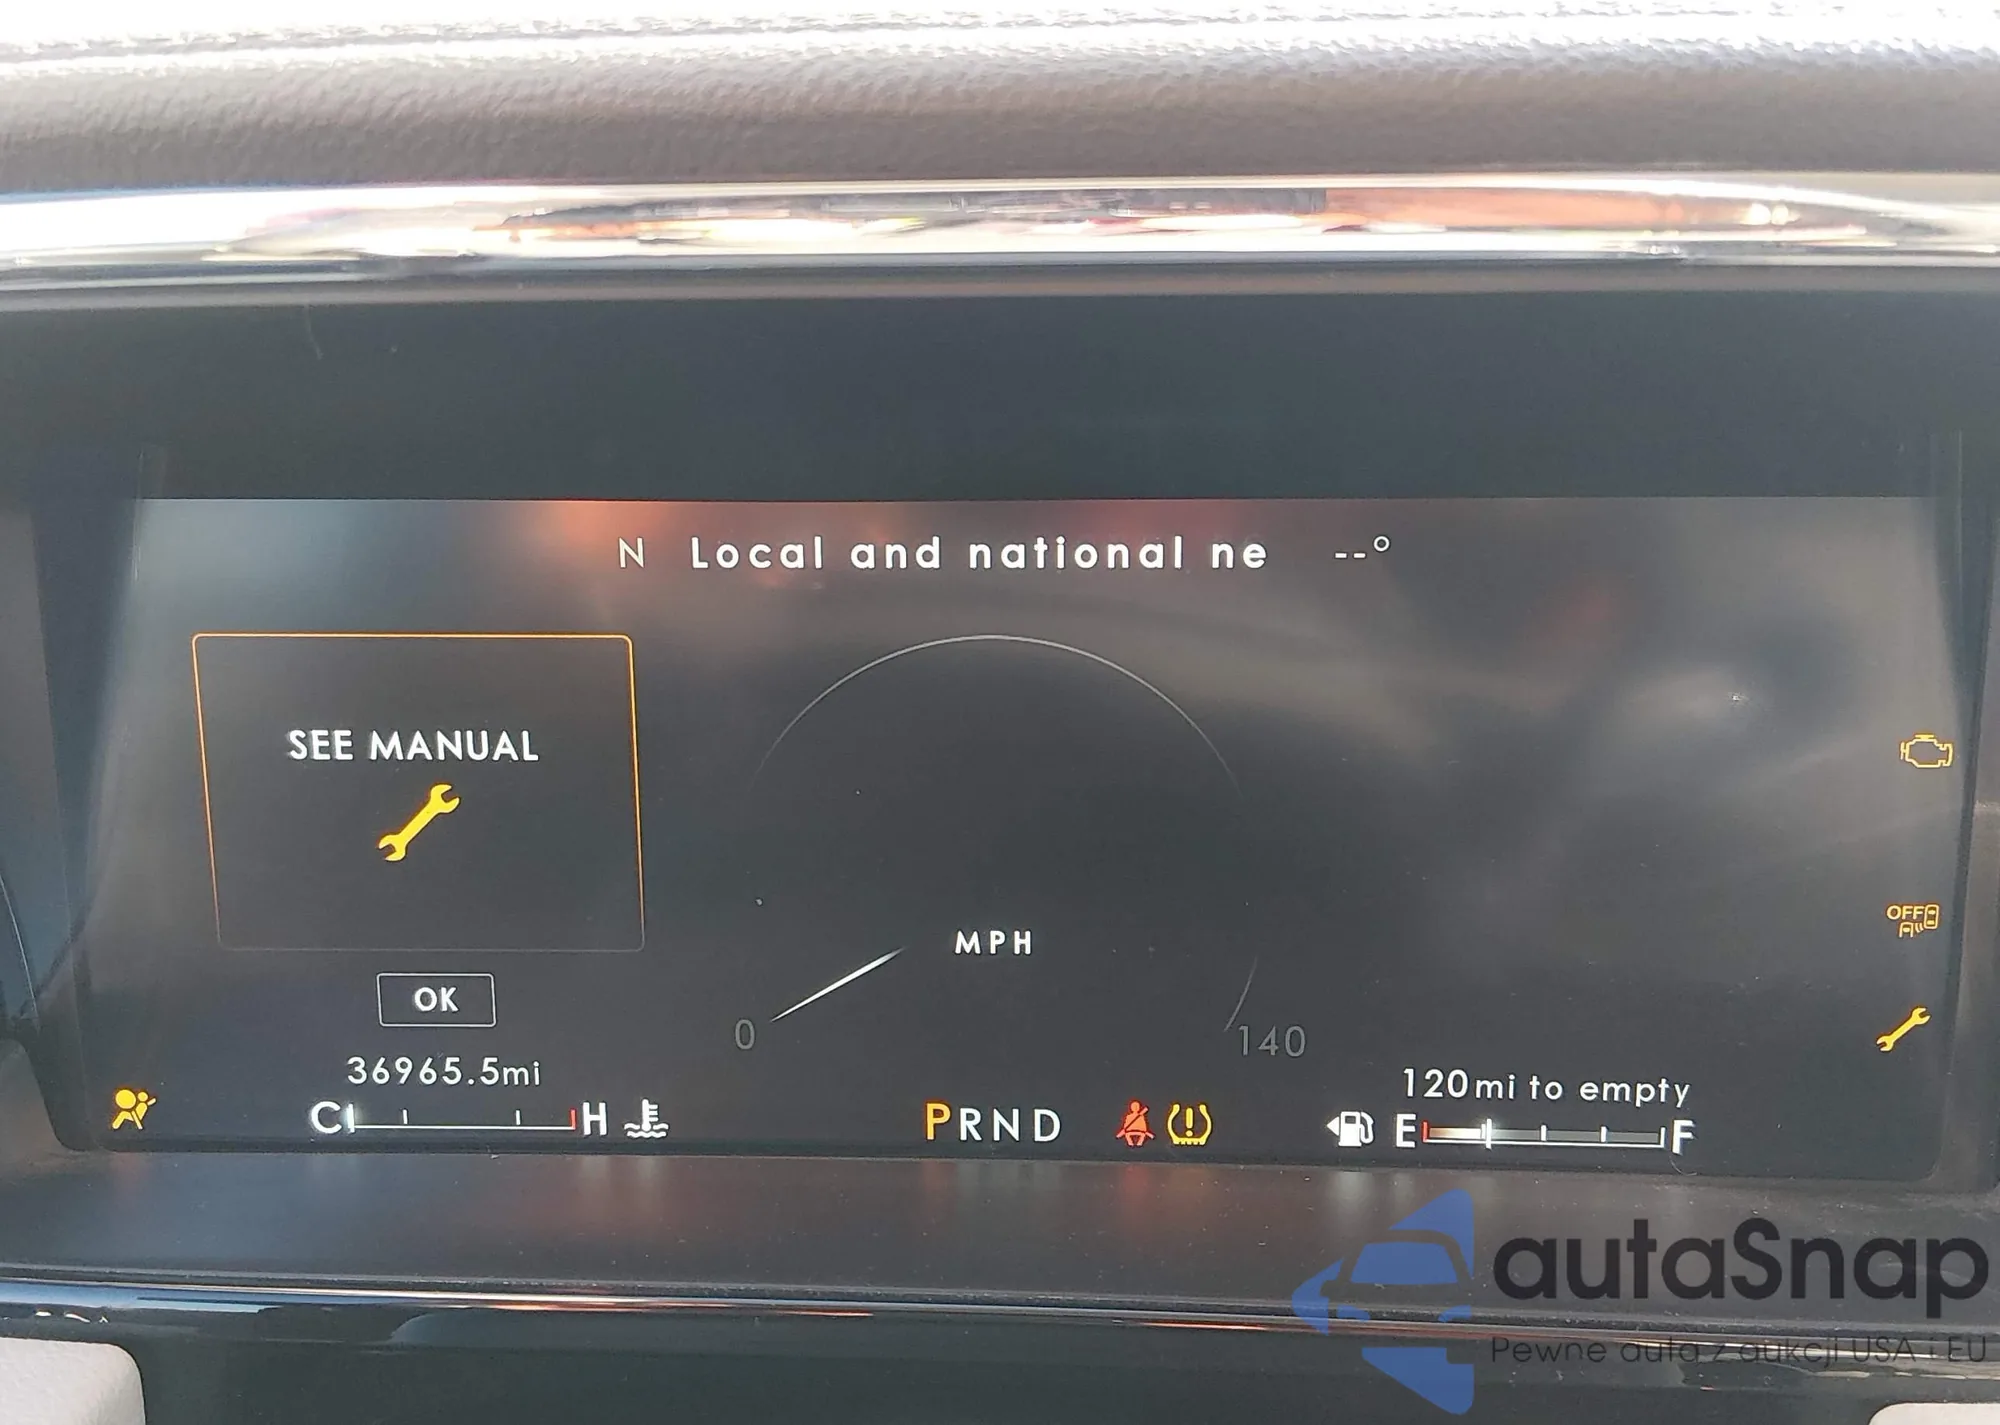 N Local and national ne --°
SEE MANUAL
OK
MPH
0
140
OFF
36965.5mi
120mi to empty
C H
PRND
E F
autaSnap
Pewne auta z aukcji USA i EU